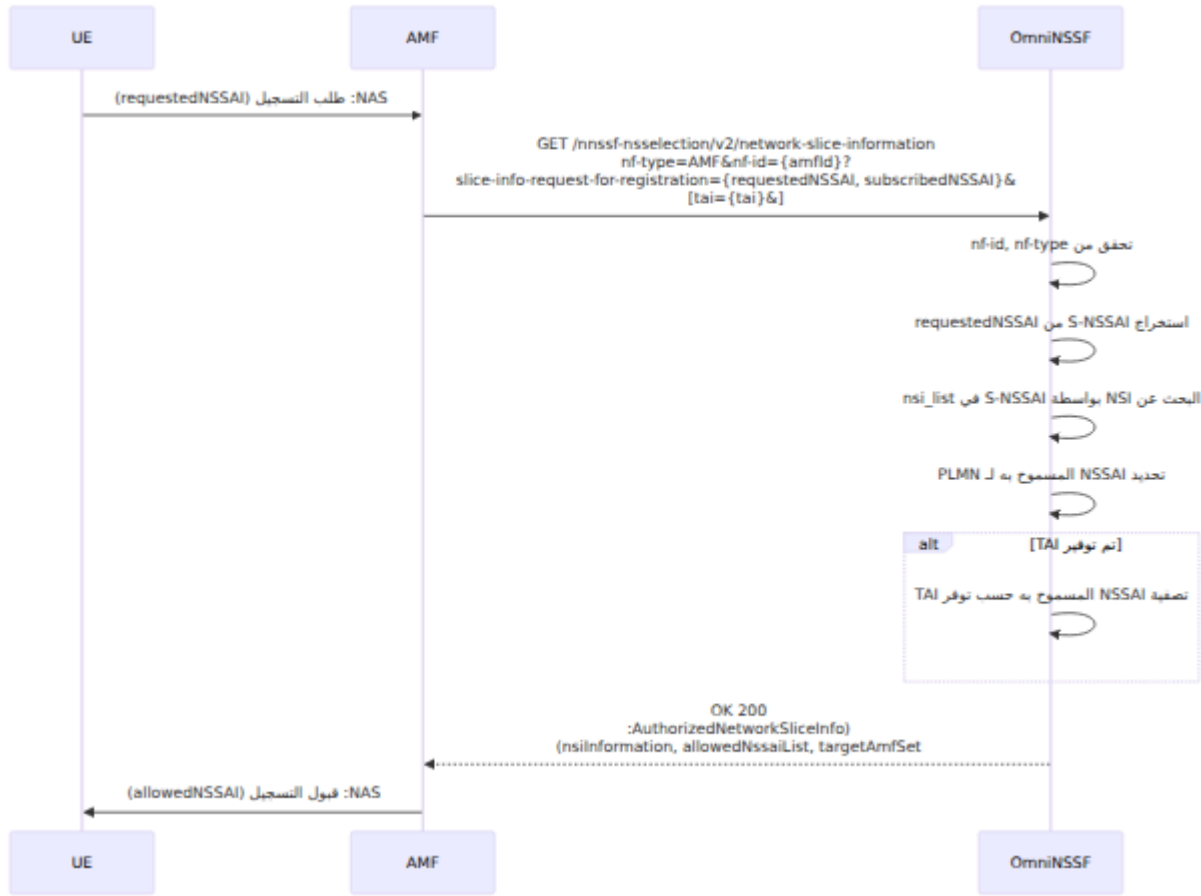 UE
AMF
OmniNSSF
NAS: طلب التسجيل (requestedNSSAI)
GET /nnssf-nsselection/v2/network-slice-information
nf-type=AMF&nf-id={amfId}?
slice-info-request-for-registration={requestedNSSAI, subscribedNSSAI}&
[tai={tai}&]
تحقق من nf-id, nf-type
استخراج S-NSSAI من requestedNSSAI
البحث عن NSI بواسطة S-NSSAI في nsi_list
تحديد NSSAI المسموح به لـ PLMN
alt
[تم توفير TAI]
تصفية NSSAI المسموح به حسب توفر TAI
OK 200
:AuthorizedNetworkSliceInfo)
(nsiInformation, allowedNssaiList, targetAmfSet
NAS: قبول التسجيل (allowedNSSAI)
UE
AMF
OmniNSSF